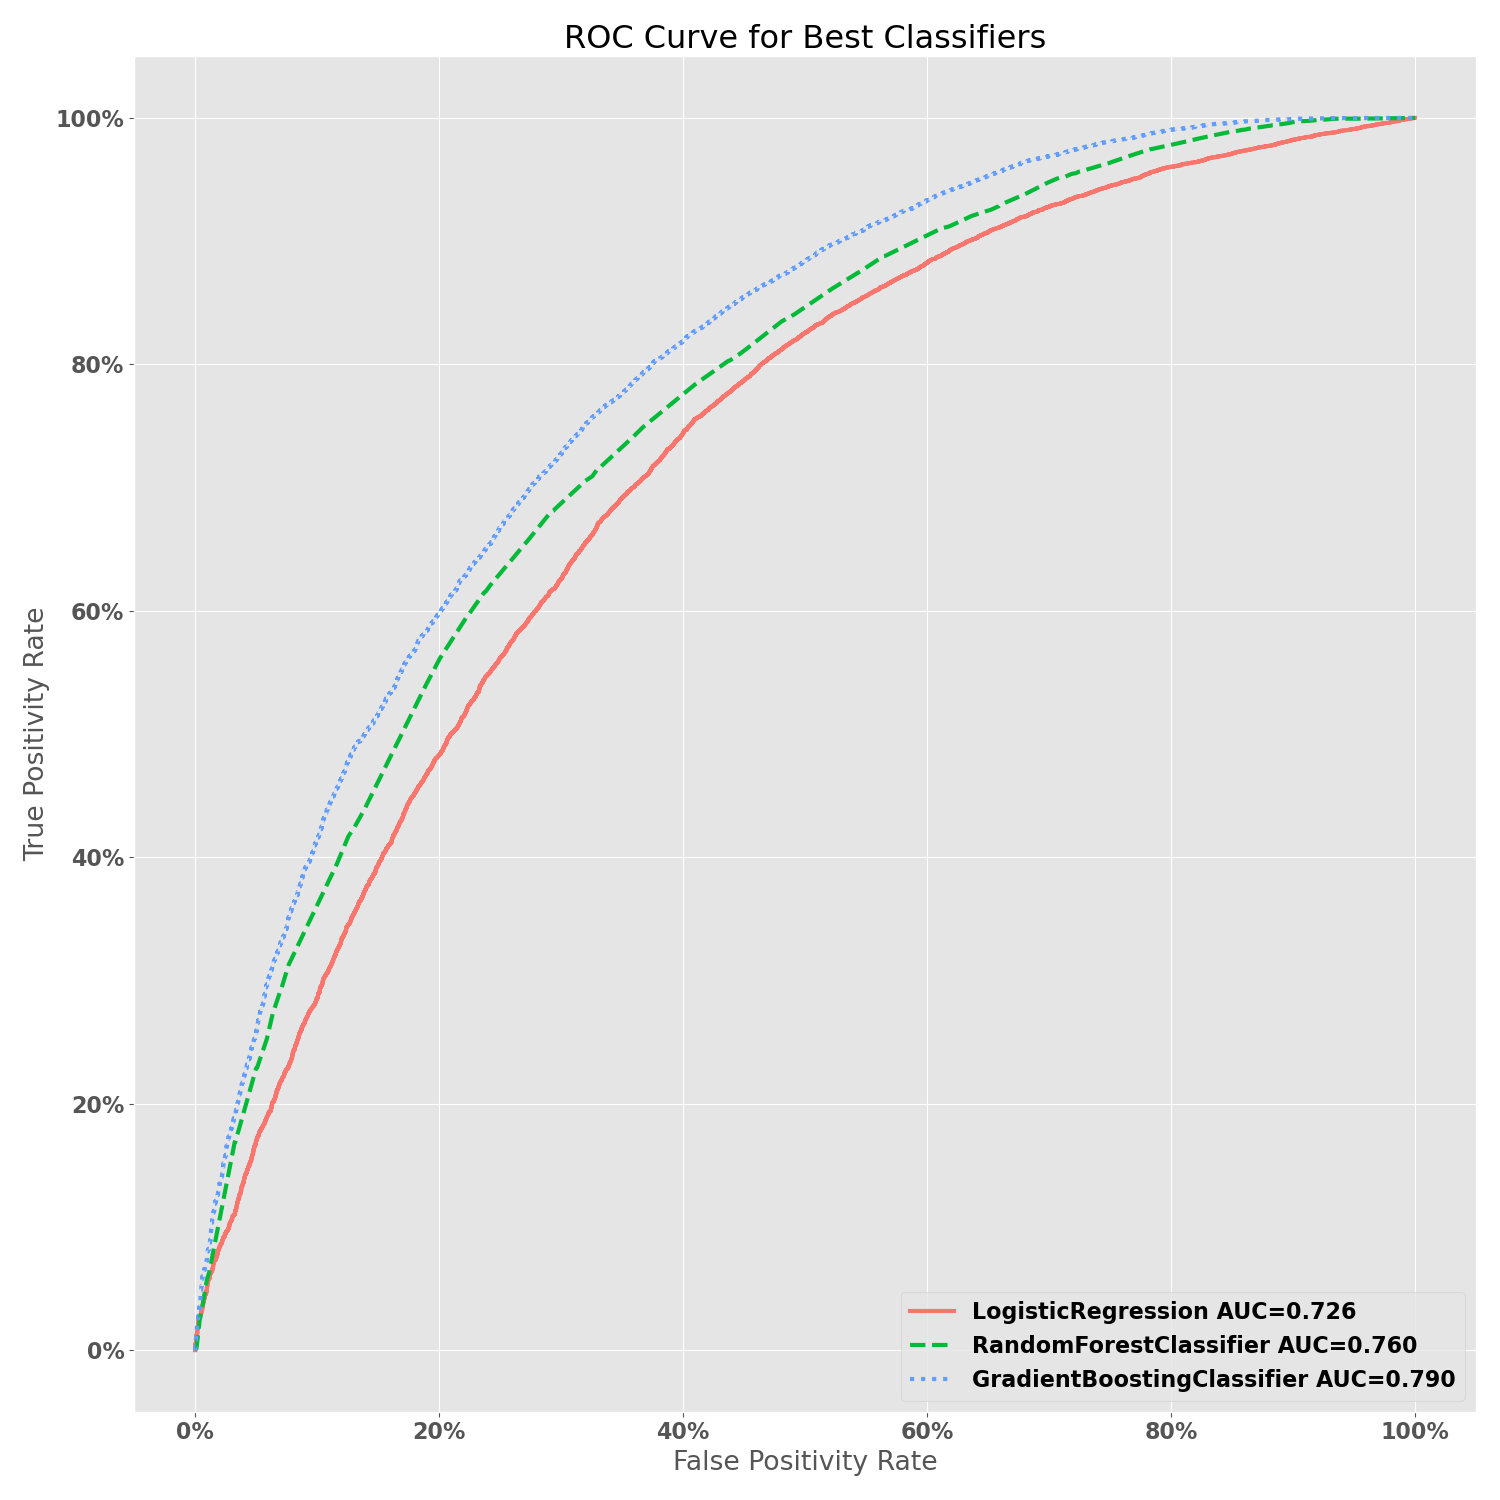 ROC Curve for Best Classifiers
True Positivity Rate
100%
80%
60%
40%
20%
0%
LogisticRegression AUC=0.726
RandomForestClassifier AUC=0.760
GradientBoostingClassifier AUC=0.790
0% 20% 40% 60% 80% 100%
False Positivity Rate